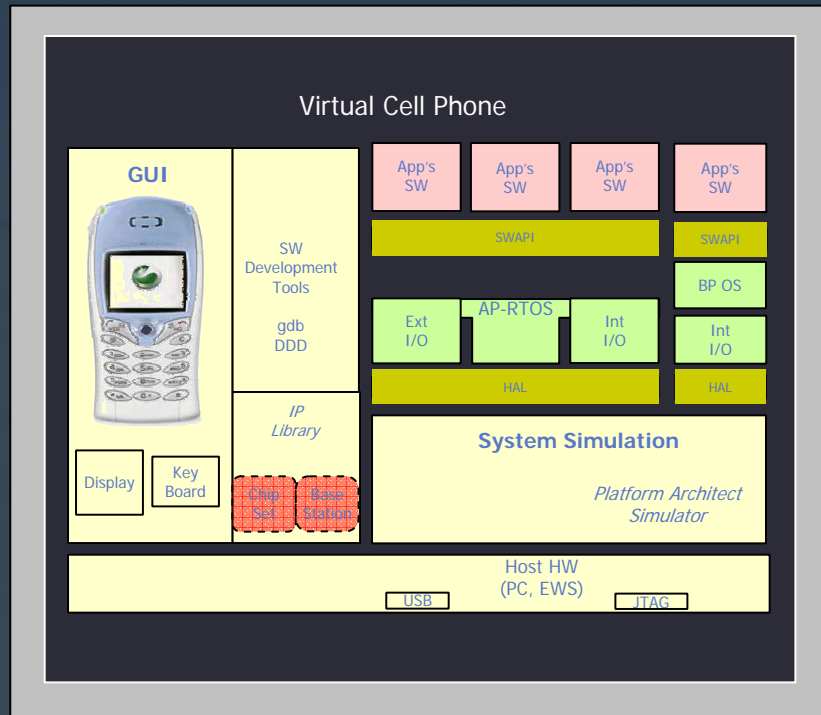 Virtual Cell Phone
GUI
Display
Key
Board
SW
Development
Tools
gdb
DDD
IP
Library
Chip
Set
Base
Station
App's
SW
App's
SW
App's
SW
App's
SW
SWAPI
SWAPI
BP OS
Ext
I/O
AP-RTOS
Int
I/O
Int
I/O
HAL
HAL
System Simulation
Platform Architect
Simulator
Host HW
(PC, EWS)
USB
JTAG